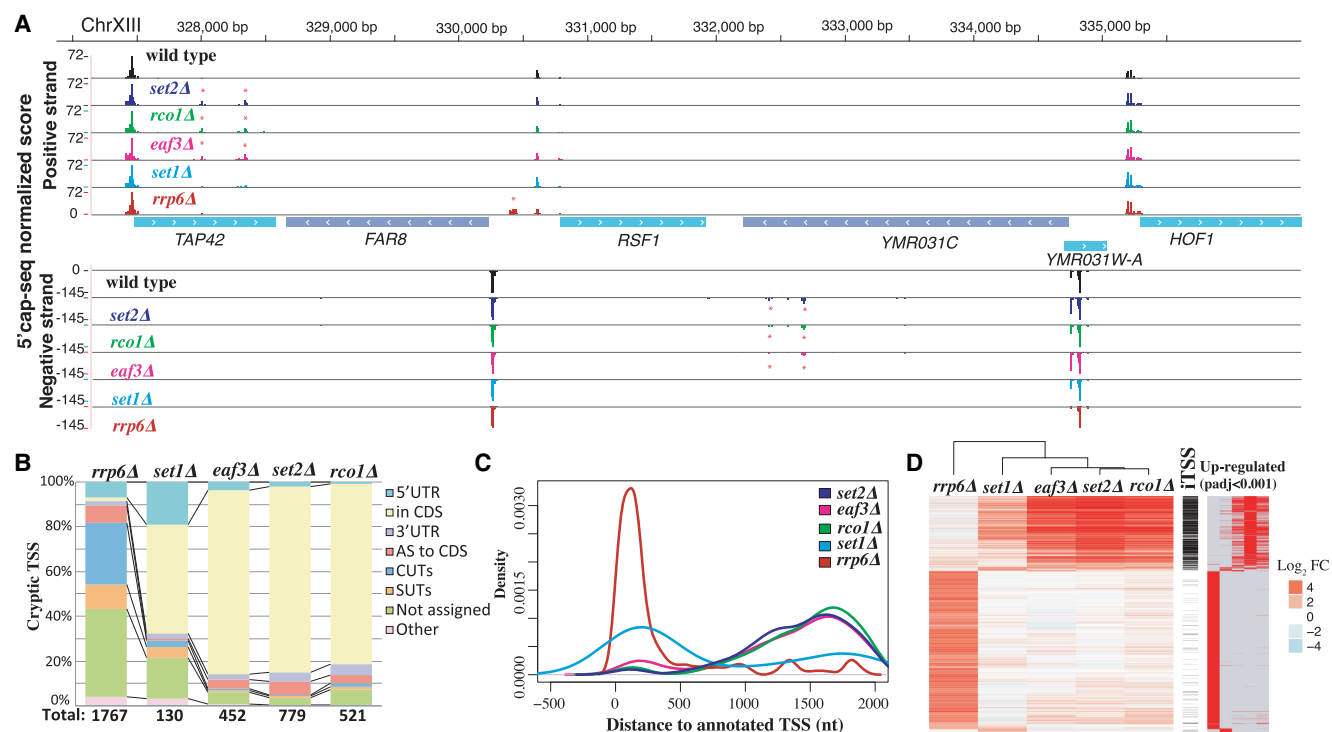 A
ChrXIII
328,000 bp 329,000 bp 330,000 bp 331,000 bp 332,000 bp 333,000 bp 334,000 bp 335,000 bp
5'cap-seq normalized score
Positive strand
72
wild type
72
set2Δ
72
rco1Δ
72
eaf3Δ
72
set1Δ
72
rrp6Δ
0
TAP42 FAR8 RSF1 YMR031C HOF1
YMR031W-A
Negative strand
0
wild type
-145
set2Δ
-145
rco1Δ
-145
eaf3Δ
-145
set1Δ
-145
rrp6Δ
-145
B
rrp6Δ set1Δ eaf3Δ set2Δ rco1Δ
Cryptic TSS
100%
80%
60%
40%
20%
0%
5'UTR
in CDS
3'UTR
AS to CDS
CUTs
SUTs
Not assigned
Other
Total: 1767 130 452 779 521
C
Density
0.0030
0.0015
0.0000
set2Δ
eaf3Δ
rco1Δ
set1Δ
rrp6Δ
-500 0 500 1000 1500 2000
Distance to annotated TSS (nt)
D
rrp6Δ set1Δ eaf3Δ set2Δ rco1Δ
iTSS
Up-regulated
(padj<0.001)
Log2 FC
4
2
0
−2
−4